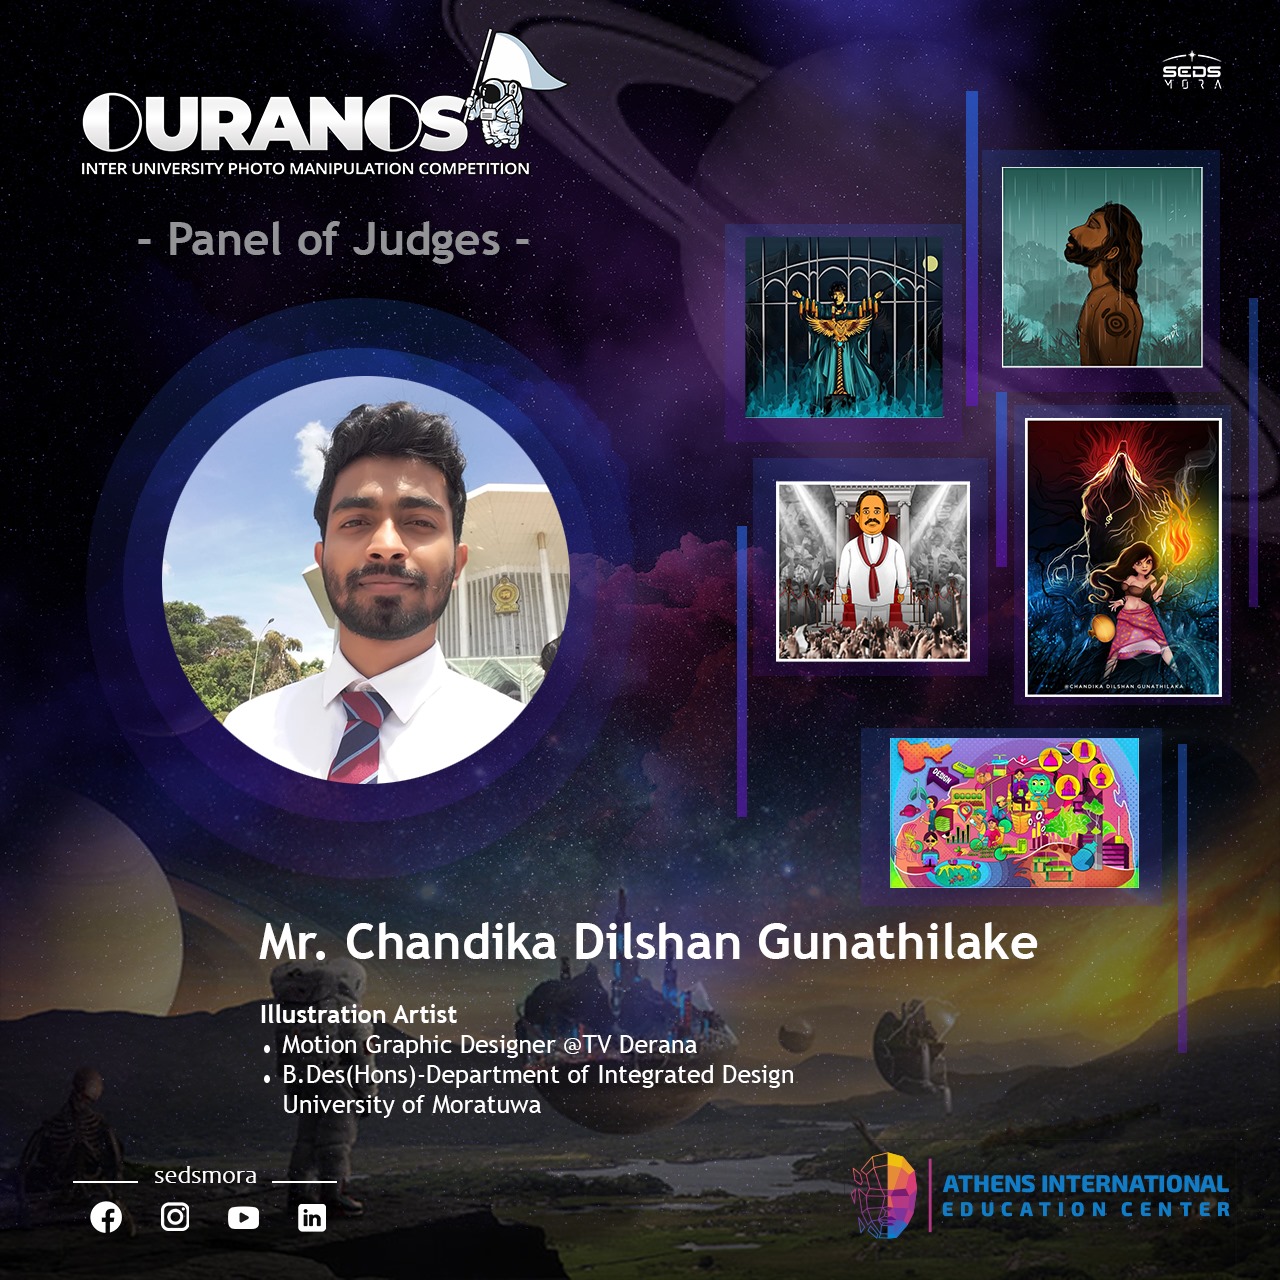 OURANOS
INTER UNIVERSITY PHOTO MANIPULATION COMPETITION
SEDS
MORA
- Panel of Judges -
©CHANDIKA DILSHAN GUNATHILAKA
DESIGN
Mr. Chandika Dilshan Gunathilake
Illustration Artist
• Motion Graphic Designer @TV Derana
• B.Des(Hons)-Department of Integrated Design
University of Moratuwa
sedsmora
ATHENS INTERNATIONAL
EDUCATION CENTER